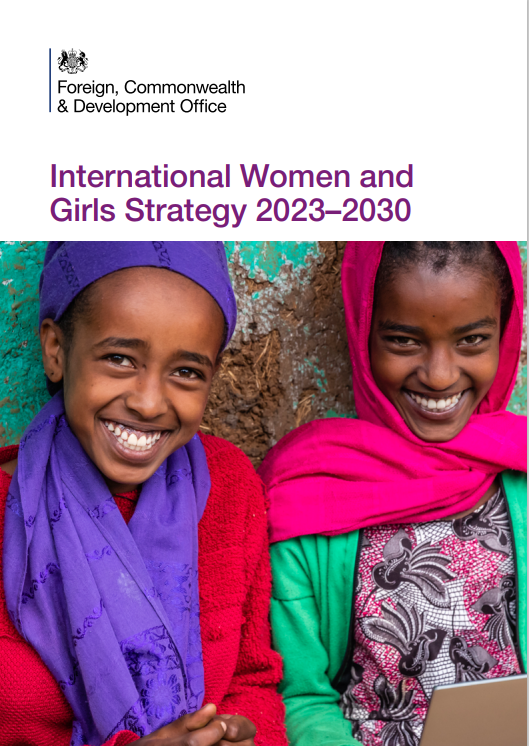 Foreign, Commonwealth
& Development Office
International Women and
Girls Strategy 2023–2030